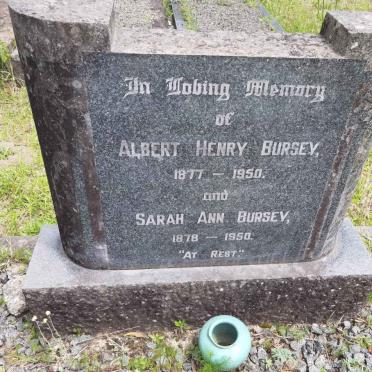 In Loving Memory
of
ALBERT HENRY BURSEY,
1877 — 1950.
and
SARAH ANN BURSEY,
1878 — 1950.
"AT REST"